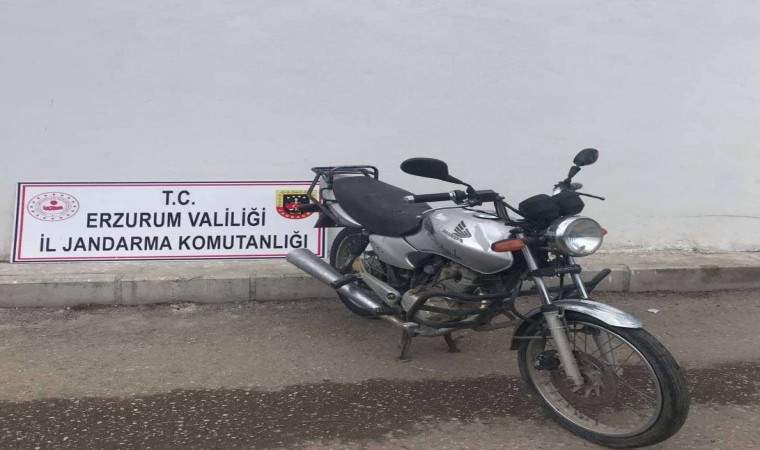 T.C.
ERZURUM VALİLİĞİ
İL JANDARMA KOMUTANLIĞI